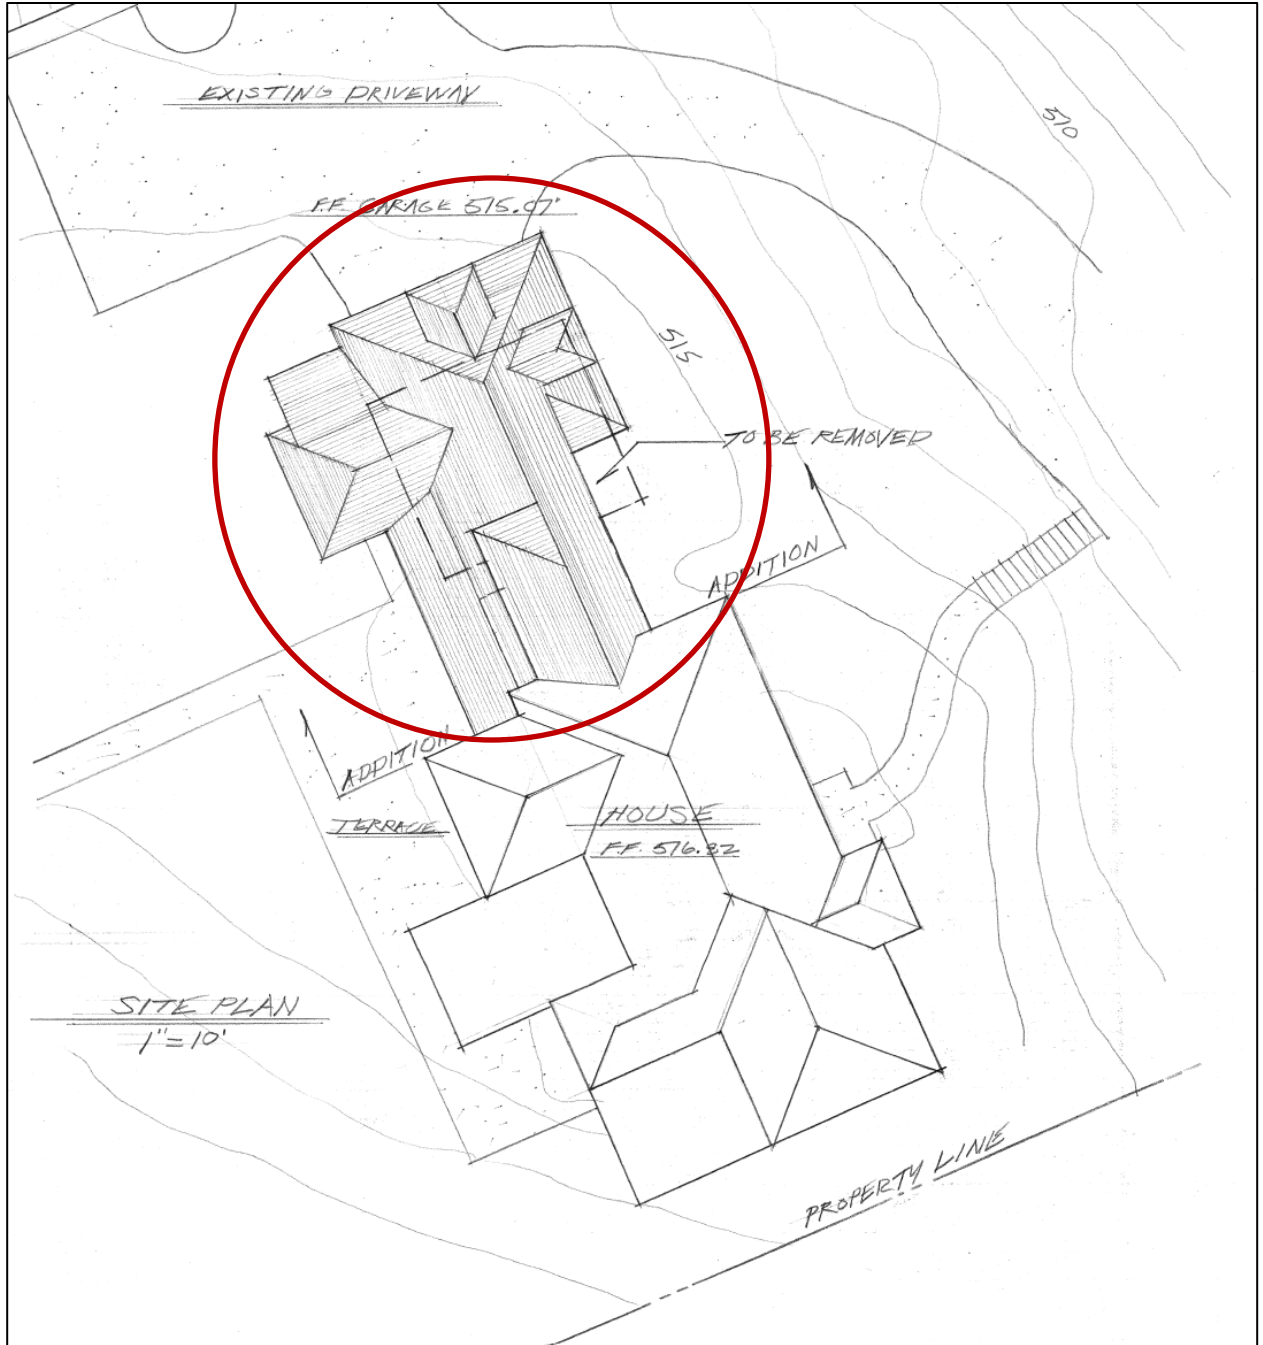 EXISTING DRIVEWAY
510
F.F. GARAGE 515.07'
515
TO BE REMOVED
ADDITION
ADDITION
TERRACE
HOUSE
F.F. 516.82
SITE PLAN
1"=10'
PROPERTY LINE